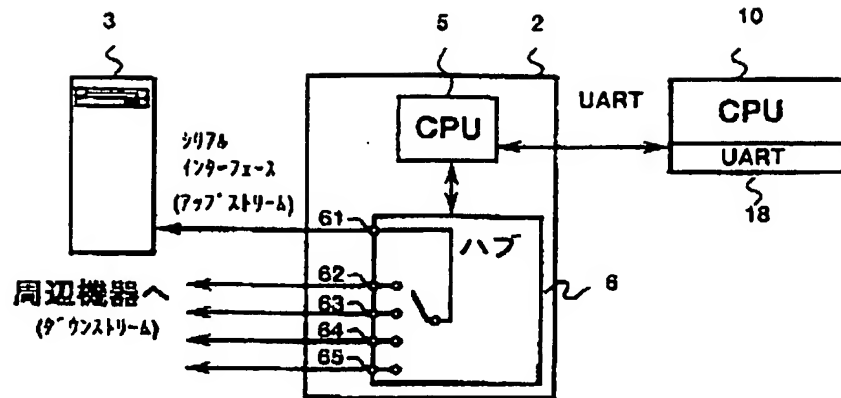 3
5
2
10
CPU
UART
CPU
UART
18
シリアル
インターフェース
(アップストリーム)
61
ハブ
62
6
周辺機器へ
63
(ダウンストリーム)
64
65